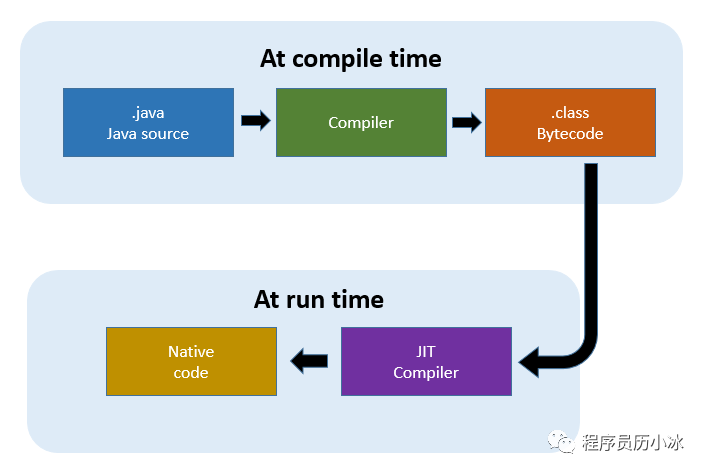 At compile time
.java
Java source
Compiler
.class
Bytecode
At run time
Native
code
JIT
Compiler
程序员历小冰